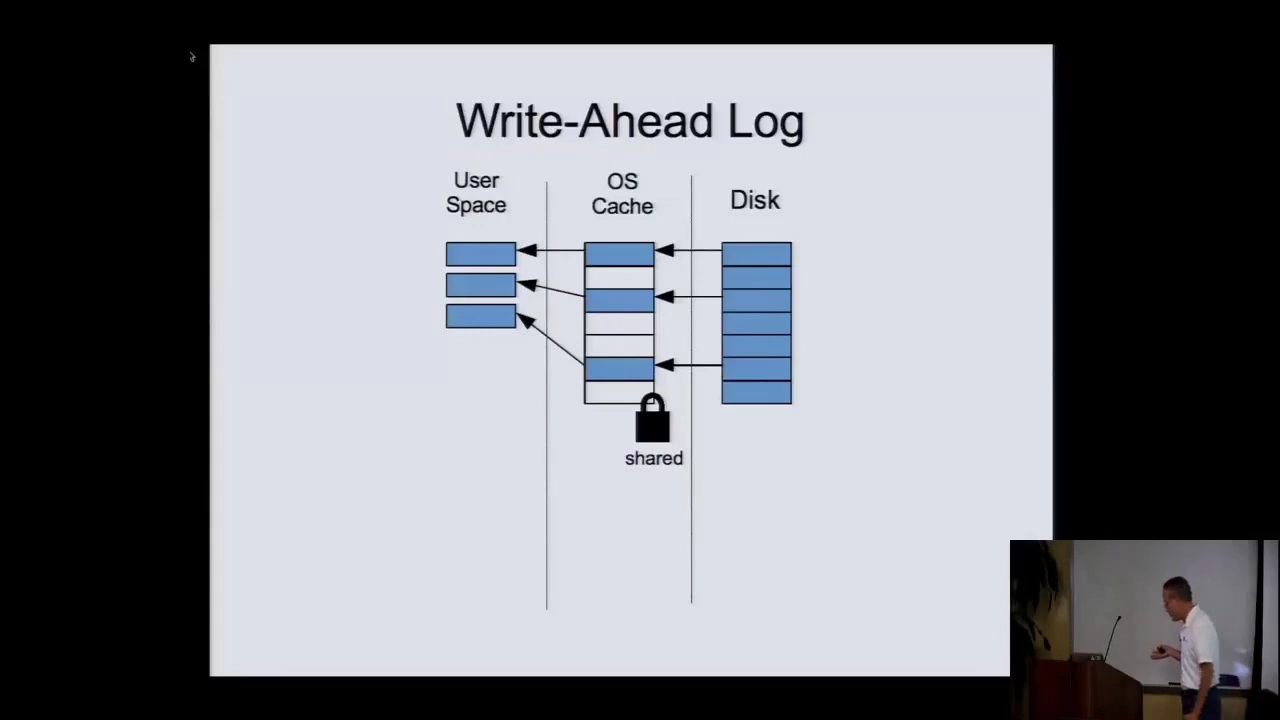 Write-Ahead Log
User
Space
OS
Cache
Disk
shared